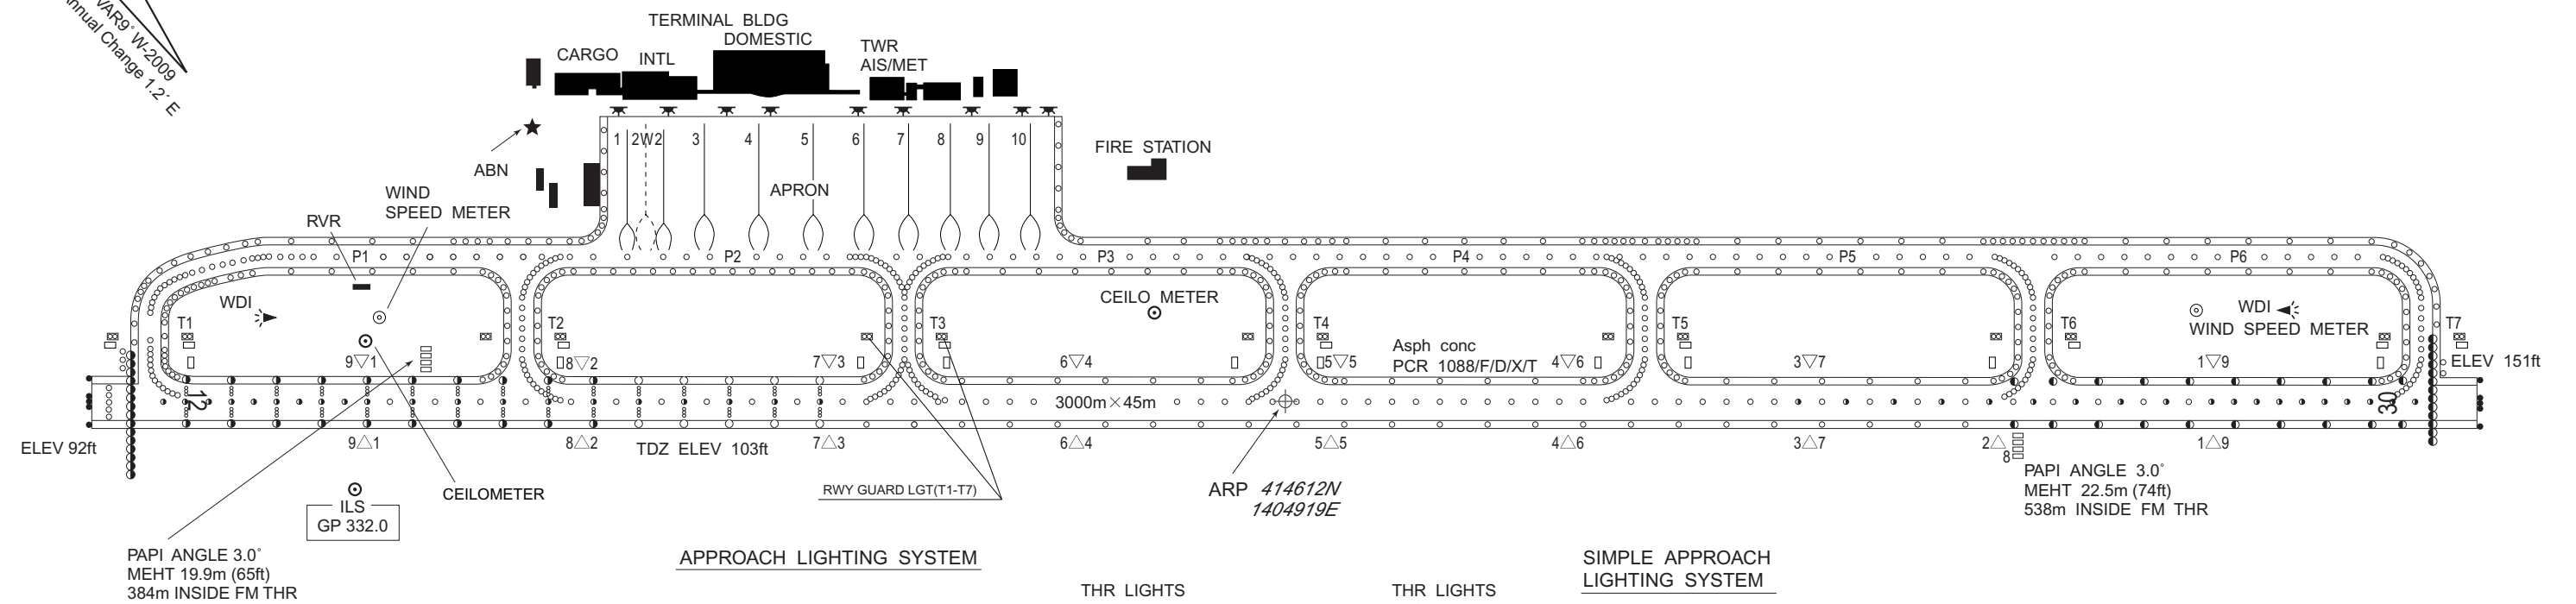 VAR9° W-2009
Annual Change 1.2′ E
TERMINAL BLDG
DOMESTIC
CARGO
INTL
TWR
AIS/MET
ABN
1
2W2
3
4
5
6
7
8
9
10
APRON
FIRE STATION
WIND
SPEED METER
RVR
P1
P2
P3
P4
P5
P6
WDI
CEILO METER
WDI
WIND SPEED METER
T1
T2
T3
T4
T5
T6
T7
Asph conc
PCR 1088/F/D/X/T
9▽1
8▽2
7▽3
6▽4
5▽5
4▽6
3▽7
1▽9
ELEV 151ft
12
3000m×45m
30
ELEV 92ft
9△1
8△2
TDZ ELEV 103ft
7△3
6△4
5△5
4△6
3△7
2△
8
1△9
CEILOMETER
ILS
GP 332.0
RWY GUARD LGT(T1-T7)
ARP 414612N
1404919E
PAPI ANGLE 3.0°
MEHT 22.5m (74ft)
538m INSIDE FM THR
PAPI ANGLE 3.0°
MEHT 19.9m (65ft)
384m INSIDE FM THR
APPROACH LIGHTING SYSTEM
SIMPLE APPROACH
LIGHTING SYSTEM
THR LIGHTS
THR LIGHTS